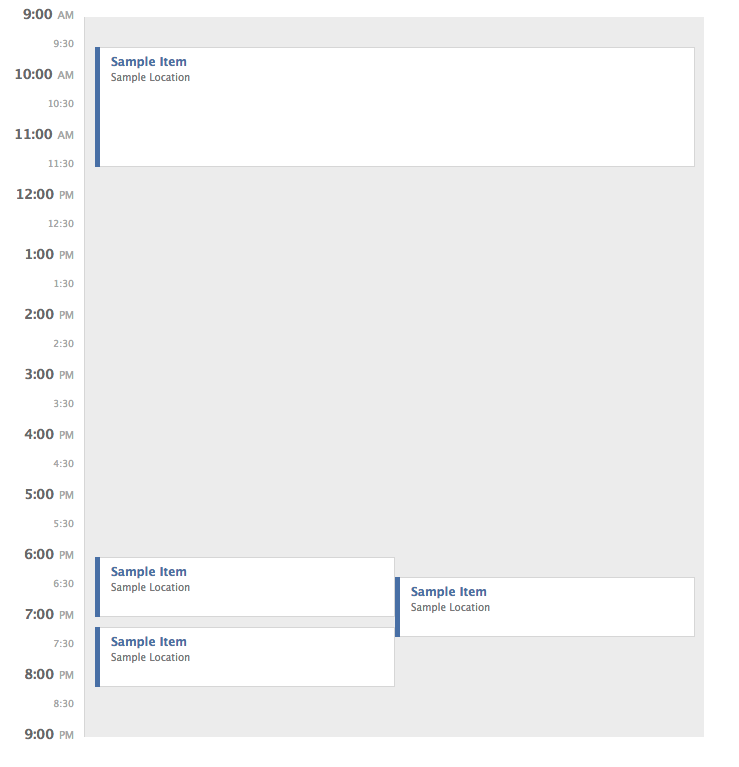 9:00 AM
9:30
10:00 AM
10:30
11:00 AM
11:30
12:00 PM
12:30
1:00 PM
1:30
2:00 PM
2:30
3:00 PM
3:30
4:00 PM
4:30
5:00 PM
5:30
6:00 PM
6:30
7:00 PM
7:30
8:00 PM
8:30
9:00 PM
Sample Item
Sample Location
Sample Item
Sample Location
Sample Item
Sample Location
Sample Item
Sample Location